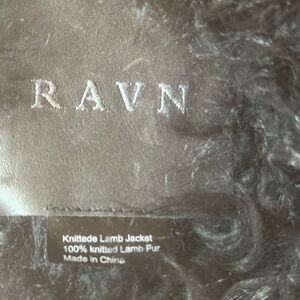 RAVN
Knittede Lamb Jacket
100% knitted Lamb Fur
Made in China